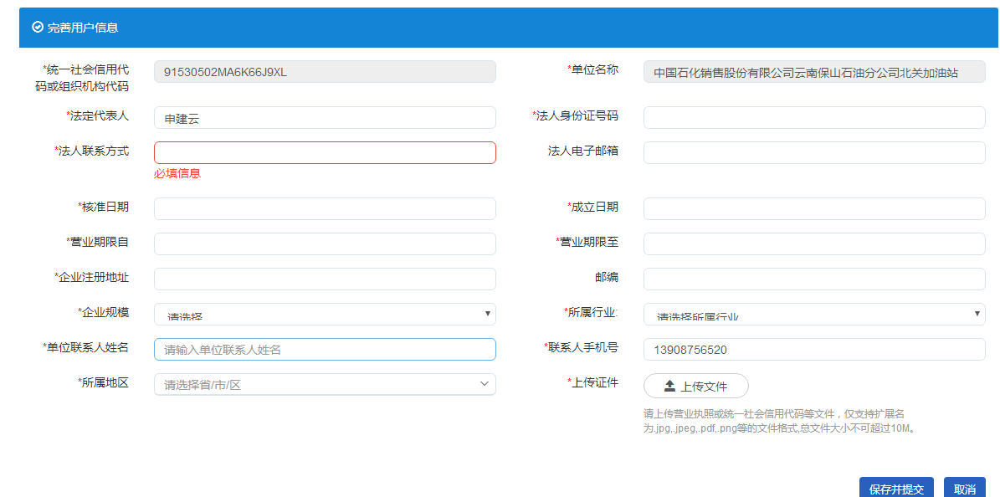 完善用户信息
*统一社会信用代
码或组织机构代码
91530502MA6K66J9XL
*单位名称
中国石化销售股份有限公司云南保山石油分公司北关加油站
*法定代表人
申建云
*法人身份证号码
*法人联系方式
必填信息
法人电子邮箱
*核准日期
*成立日期
*营业期限自
*营业期限至
*企业注册地址
邮编
*企业规模
请选择
*所属行业:
请选择所属行业
*单位联系人姓名
请输入单位联系人姓名
*联系人手机号
13908756520
*所属地区
请选择省/市/区
*上传证件
上传文件
请上传营业执照或统一社会信用代码等文件，仅支持扩展名
为.jpg,.jpeg,.pdf,.png等的文件格式,总文件大小不可超过10M。
保存并提交
取消